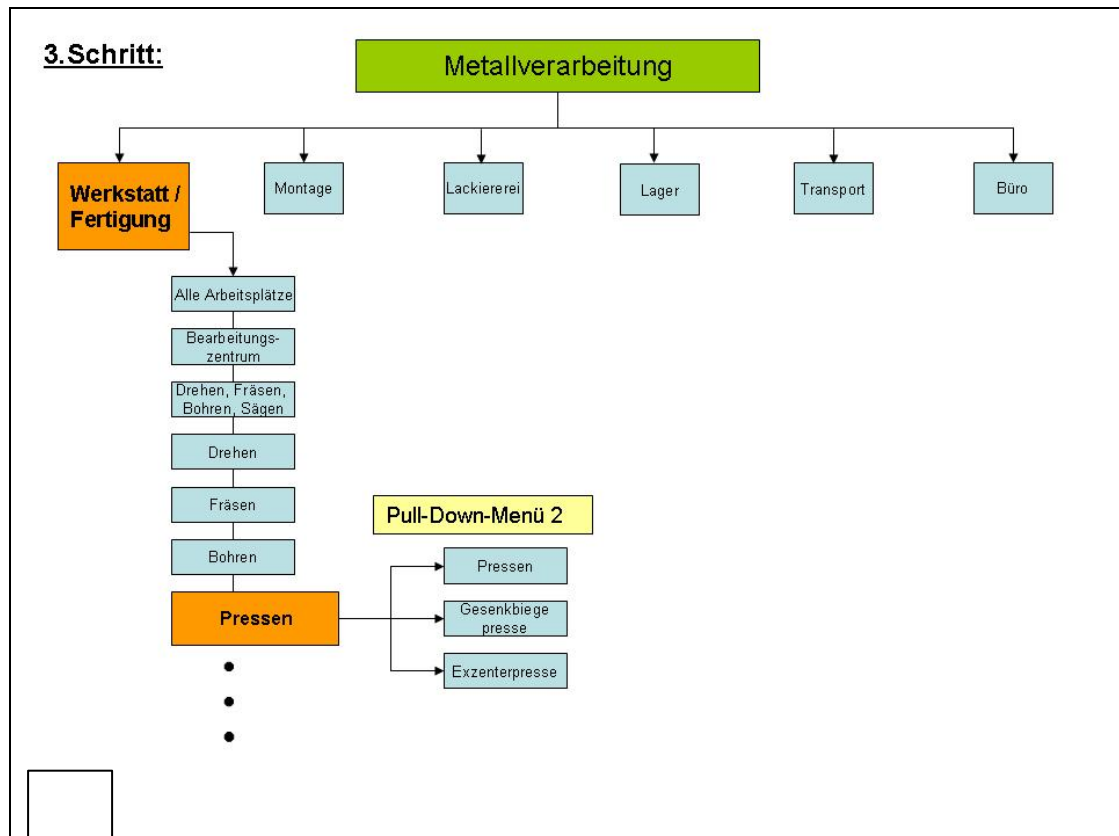 3.Schritt:
Metallverarbeitung
Werkstatt /
Fertigung
Montage
Lackiererei
Lager
Transport
Büro
Alle Arbeitsplätze
Bearbeitungs-
zentrum
Drehen, Fräsen,
Bohren, Sägen
Drehen
Fräsen
Bohren
Pressen
Pull-Down-Menü 2
Pressen
Gesenkbiege
presse
Exzenterpresse